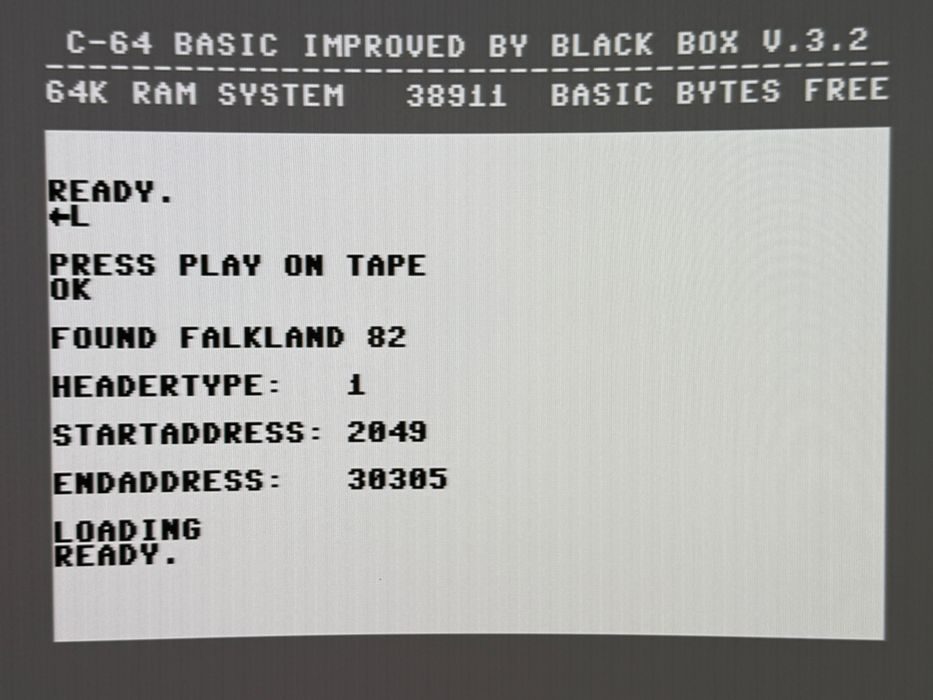 C-64 BASIC IMPROVED BY BLACK BOX V.3.2
----------------------------------------
64K RAM SYSTEM 38911 BASIC BYTES FREE
READY.
←L
PRESS PLAY ON TAPE
OK
FOUND FALKLAND 82
HEADERTYPE: 1
STARTADDRESS: 2049
ENDADDRESS: 30305
LOADING
READY.